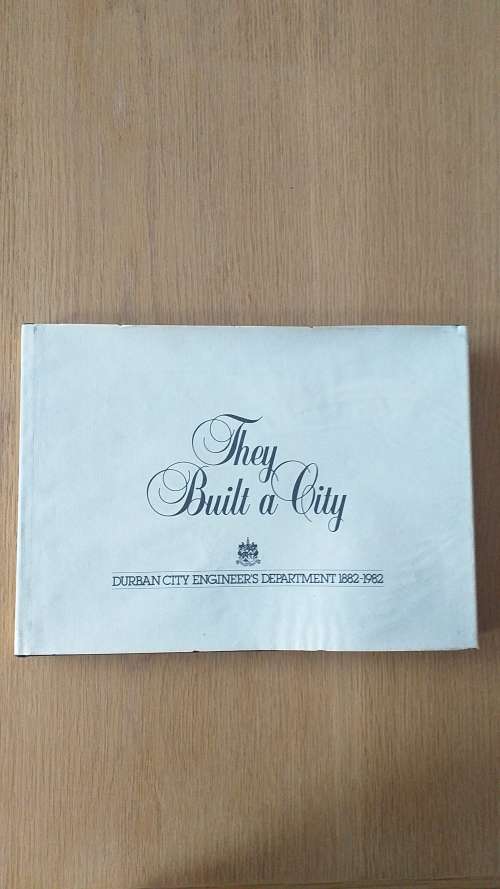 They
Built a City
DURBAN CITY ENGINEER'S DEPARTMENT 1882-1982